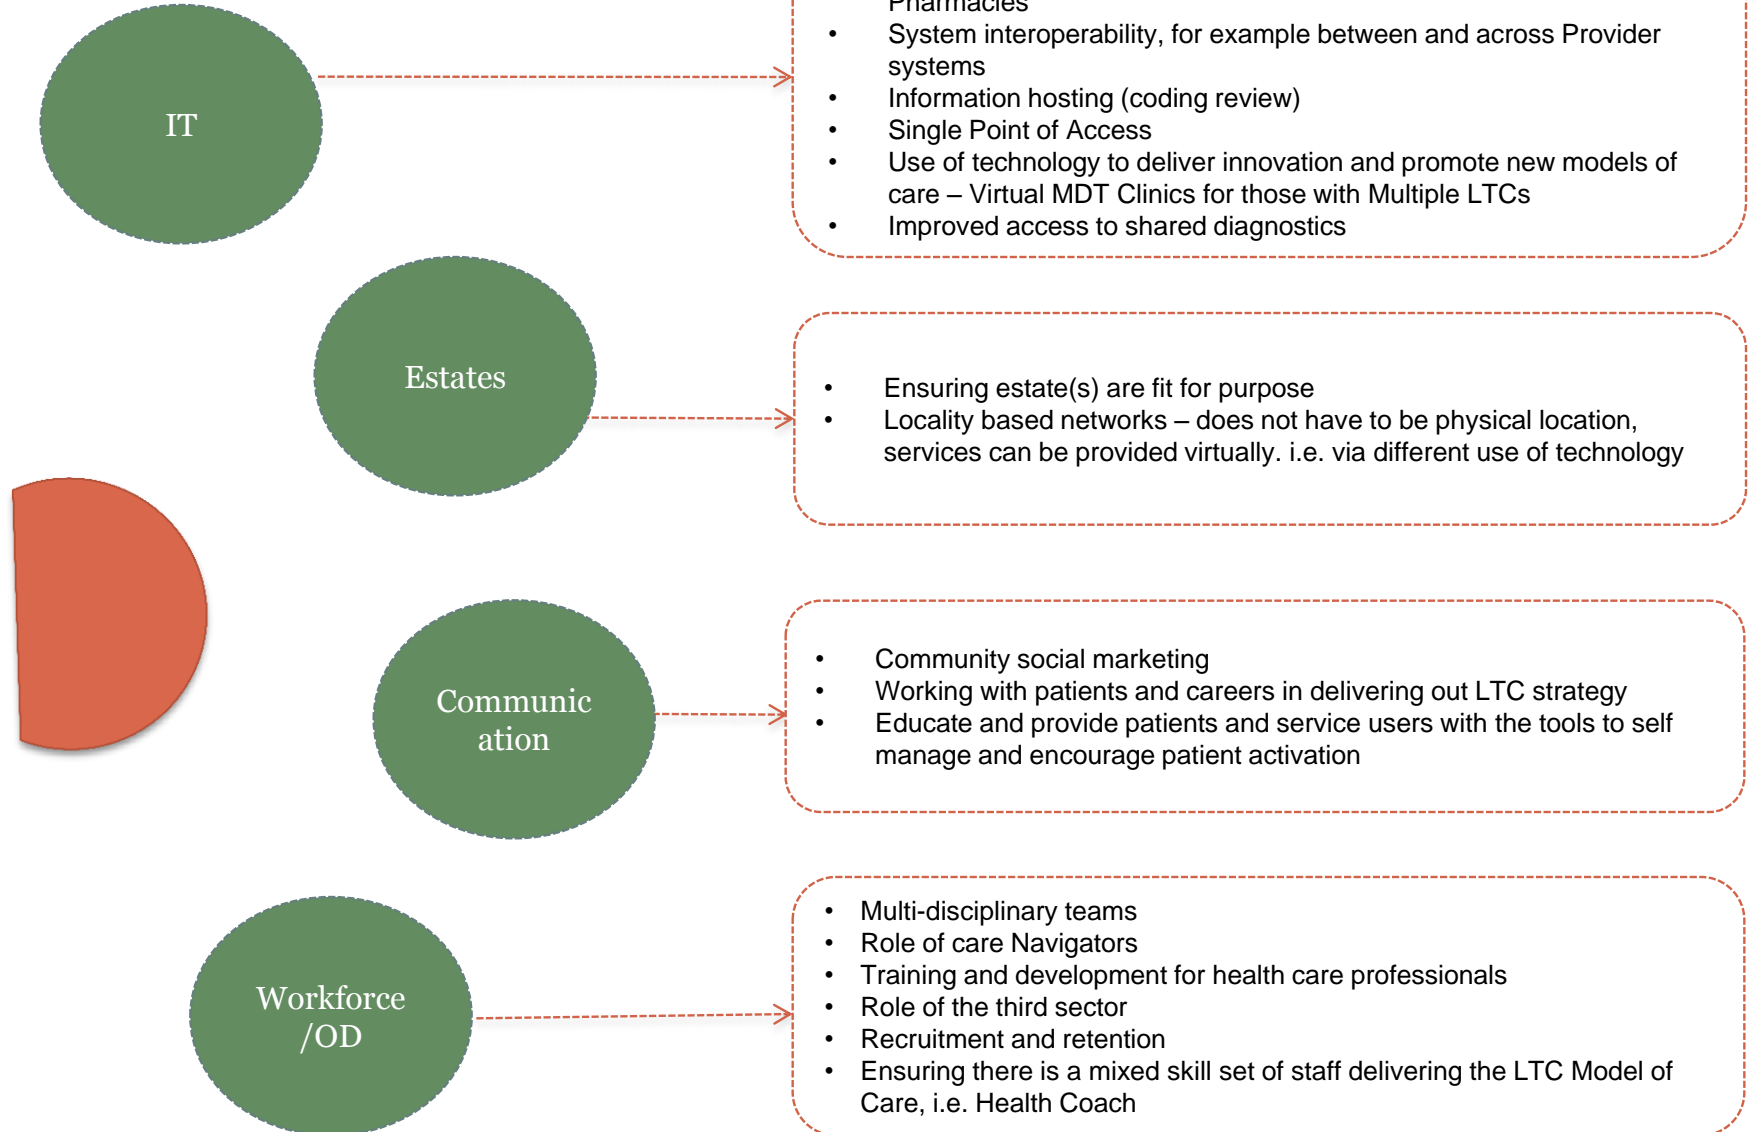 Pharmacies
• System interoperability, for example between and across Provider
systems
• Information hosting (coding review)
• Single Point of Access
• Use of technology to deliver innovation and promote new models of
care – Virtual MDT Clinics for those with Multiple LTCs
• Improved access to shared diagnostics
IT
Estates
• Ensuring estate(s) are fit for purpose
• Locality based networks – does not have to be physical location,
services can be provided virtually. i.e. via different use of technology
Communic
ation
• Community social marketing
• Working with patients and careers in delivering out LTC strategy
• Educate and provide patients and service users with the tools to self
manage and encourage patient activation
Workforce
/OD
• Multi-disciplinary teams
• Role of care Navigators
• Training and development for health care professionals
• Role of the third sector
• Recruitment and retention
• Ensuring there is a mixed skill set of staff delivering the LTC Model of
Care, i.e. Health Coach